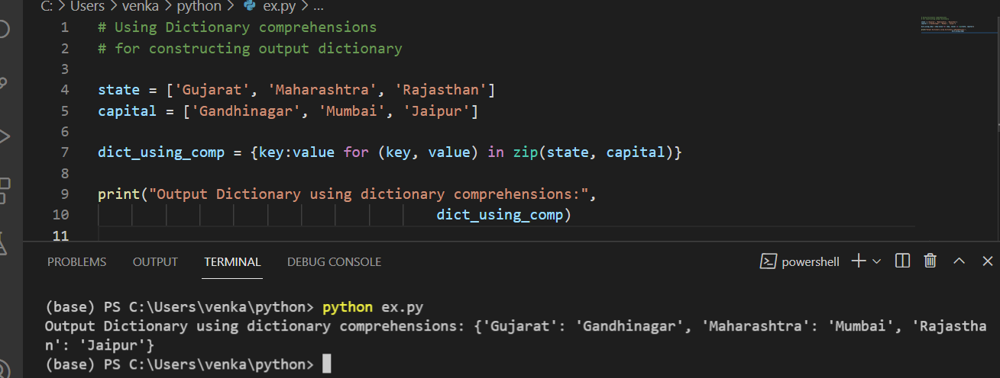 C: > Users > venka > python > ex.py > ...
1 # Using Dictionary comprehensions
2 # for constructing output dictionary
3
4 state = ['Gujarat', 'Maharashtra', 'Rajasthan']
5 capital = ['Gandhinagar', 'Mumbai', 'Jaipur']
6
7 dict_using_comp = {key:value for (key, value) in zip(state, capital)}
8
9 print("Output Dictionary using dictionary comprehensions:",
10 dict_using_comp)
11
PROBLEMS OUTPUT TERMINAL DEBUG CONSOLE powershell
(base) PS C:\Users\venka\python> python ex.py
Output Dictionary using dictionary comprehensions: {'Gujarat': 'Gandhinagar', 'Maharashtra': 'Mumbai', 'Rajastha
n': 'Jaipur'}
(base) PS C:\Users\venka\python>